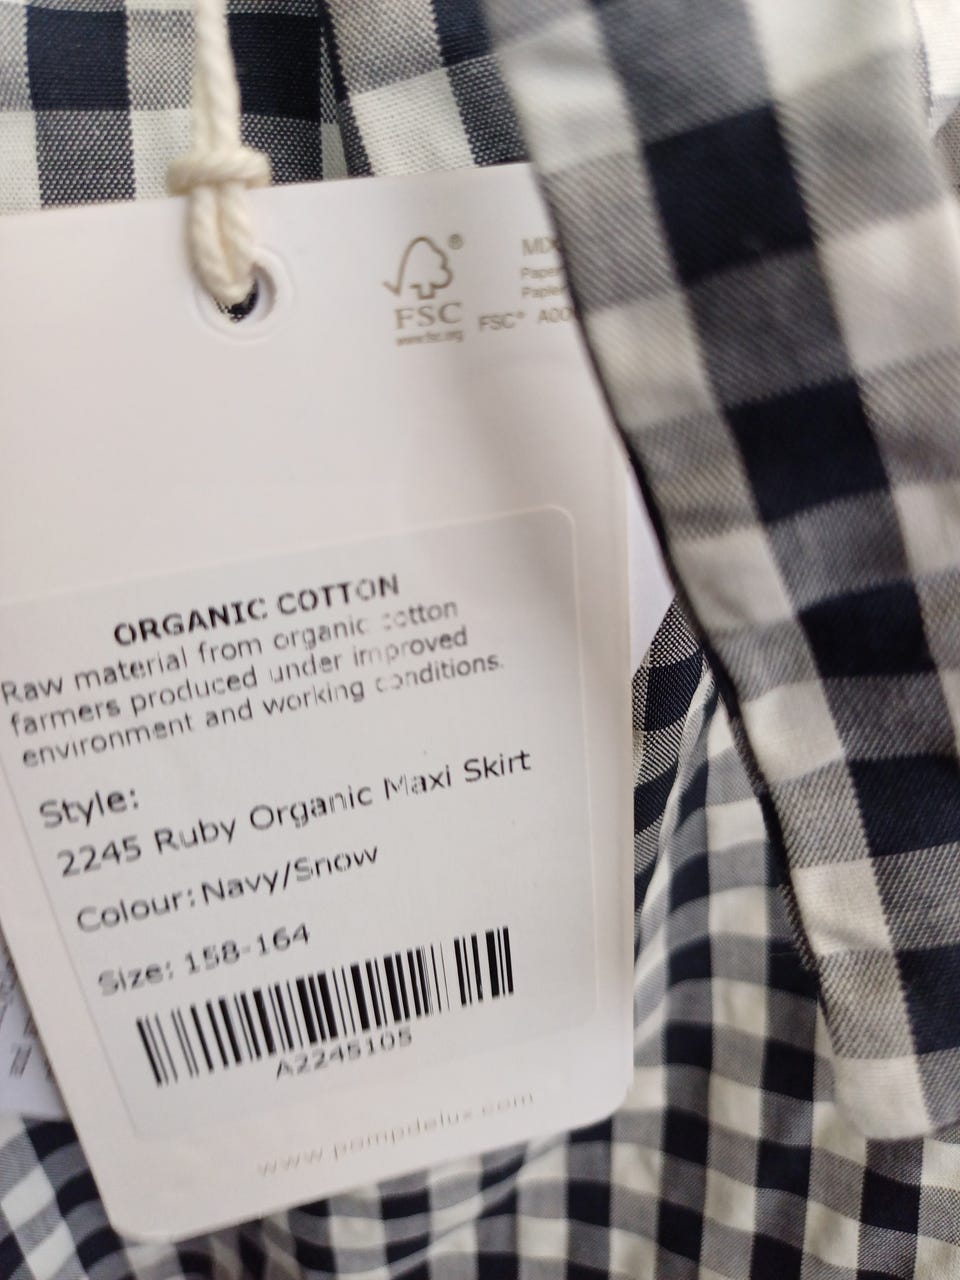 ®
FSC
www.fsc.org
FSC®
ORGANIC COTTON
Raw material from organic cotton
farmers produced under improved
environment and working conditions.
Style:
2245 Ruby Organic Maxi Skirt
Colour: Navy/Snow
Size: 158-164
A2245105
www.pompdelux.com